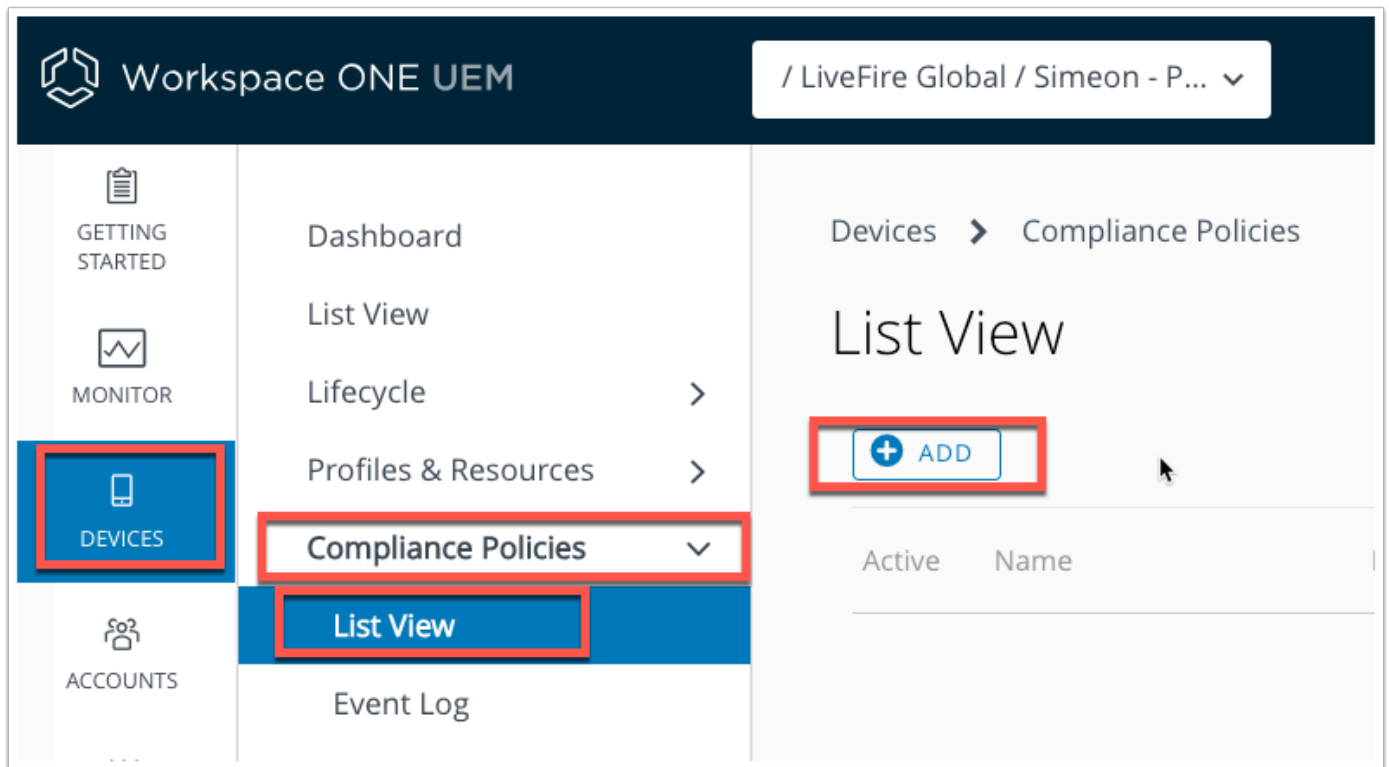 Workspace ONE UEM
/ LiveFire Global / Simeon - P...
GETTING
STARTED
MONITOR
DEVICES
ACCOUNTS
Dashboard
List View
Lifecycle
Profiles & Resources
Compliance Policies
List View
Event Log
Devices > Compliance Policies
List View
ADD
Active Name